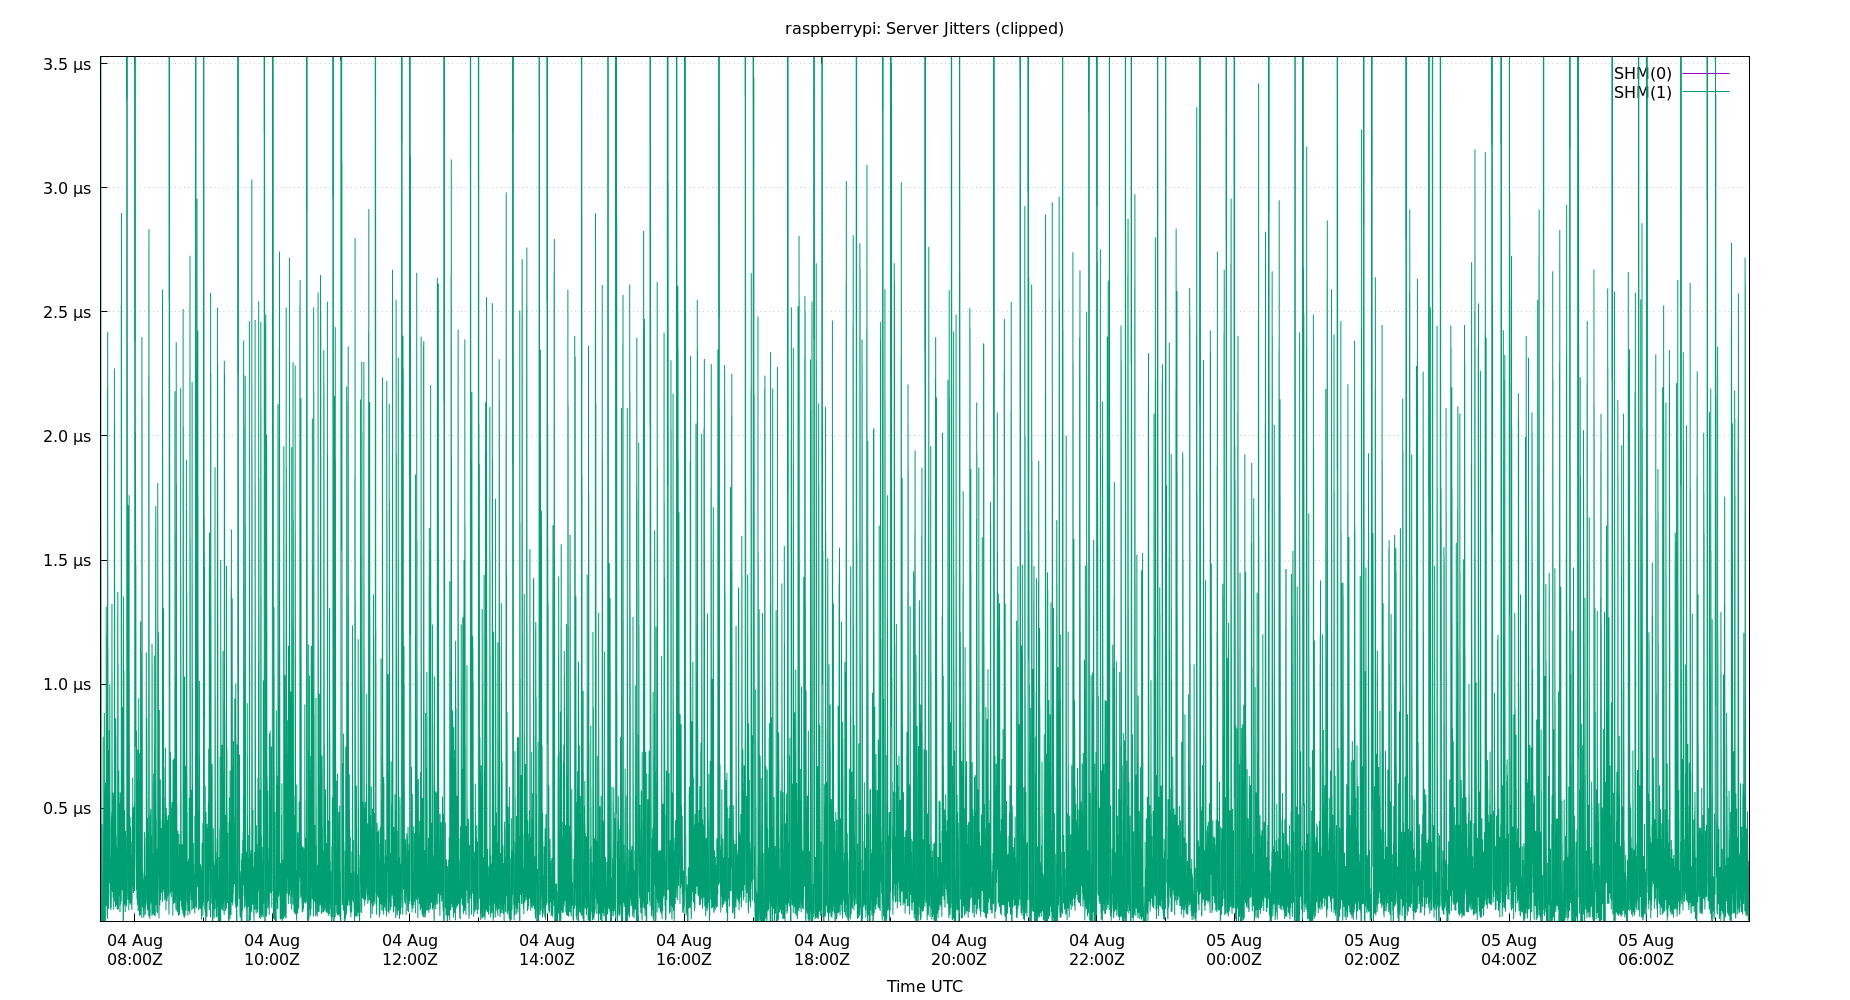 raspberrypi: Server Jitters (clipped)
3.5 µs
3.0 µs
2.5 µs
2.0 µs
1.5 µs
1.0 µs
0.5 µs
SHM(0)
SHM(1)
04 Aug 04 Aug 04 Aug 04 Aug 04 Aug 04 Aug 04 Aug 04 Aug 05 Aug 05 Aug 05 Aug 05 Aug
08:00Z 10:00Z 12:00Z 14:00Z 16:00Z 18:00Z 20:00Z 22:00Z 00:00Z 02:00Z 04:00Z 06:00Z
Time UTC